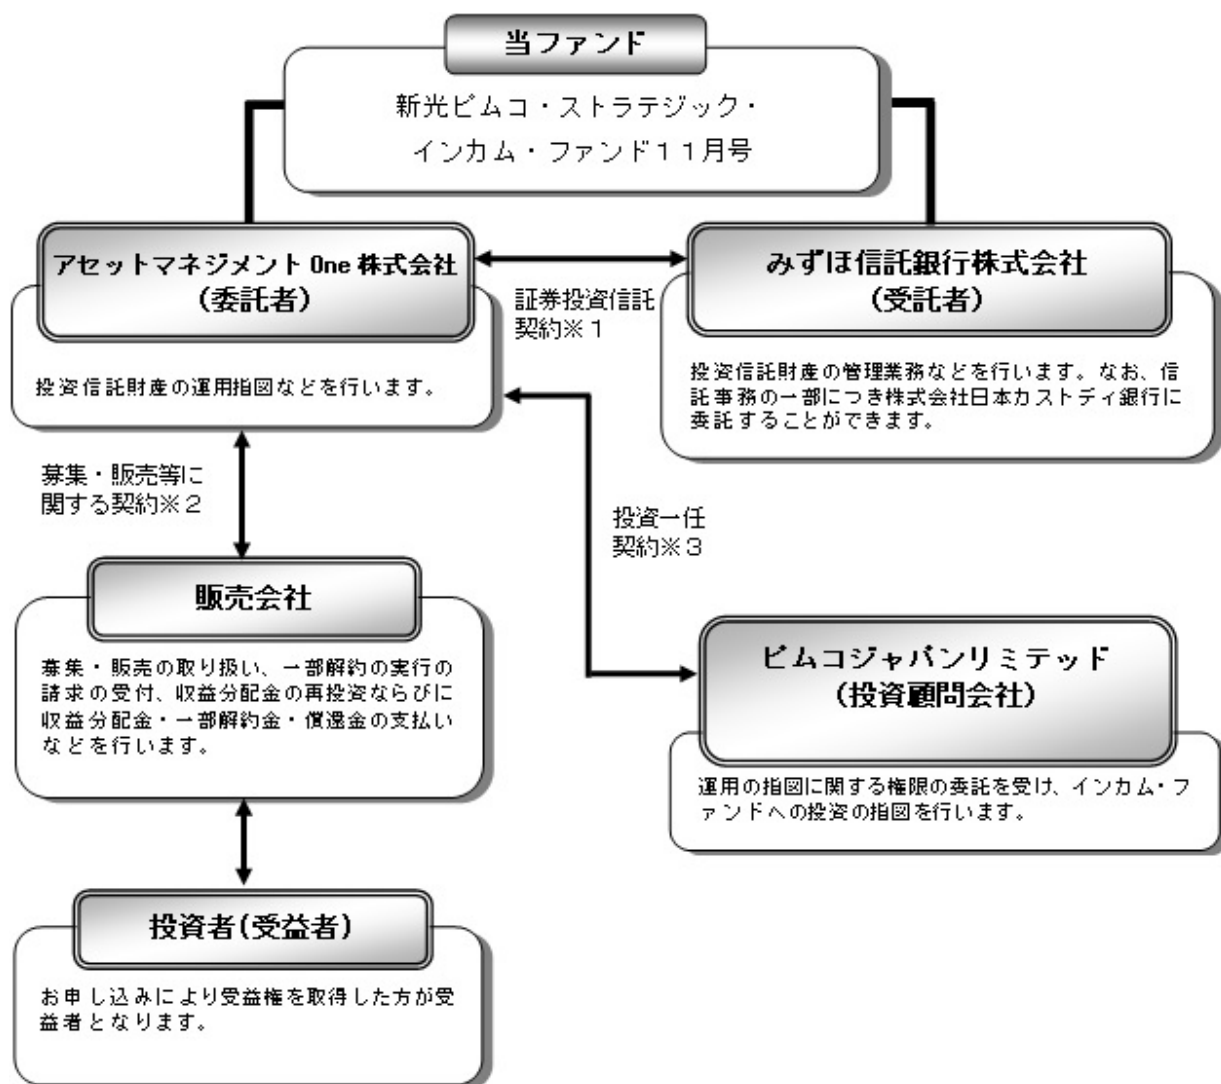 当ファンド
新光ピムコ・ストラテジック・
インカム・ファンド11月号
アセットマネジメントOne株式会社
(委託者)
投資信託財産の運用指図などを行います。
証券投資信託
契約※1
みずほ信託銀行株式会社
(受託者)
投資信託財産の管理業務などを行います。なお、信
託事務の一部につき株式会社日本カストディ銀行に
委託することができます。
募集・販売等に
関する契約※2
投資一任
契約※3
販売会社
募集・販売の取り扱い、一部解約の実行の
請求の受付、収益分配金の再投資ならびに
収益分配金・一部解約金・償還金の支払い
などを行います。
ピムコジャパンリミテッド
(投資顧問会社)
運用の指図に関する権限の委託を受け、インカム・フ
ァンドへの投資の指図を行います。
投資者(受益者)
お申し込みにより受益権を取得した方が受
益者となります。